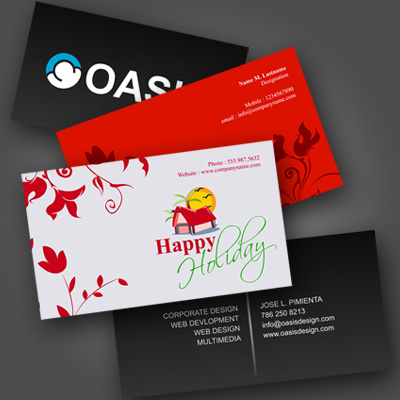 OASIS
Name M. Lastname
Designation
Mobile : 1234567890
email : info@companyname.com
Phone : 555.987.5632
Website : www.companyname.com
Happy
Holiday
CORPORATE DESIGN
WEB DEVLOPMENT
WEB DESIGN
MULTIMEDIA
JOSE L. PIMIENTA
786 250 8213
info@oasisdesign.com
www.oasisdesign.com